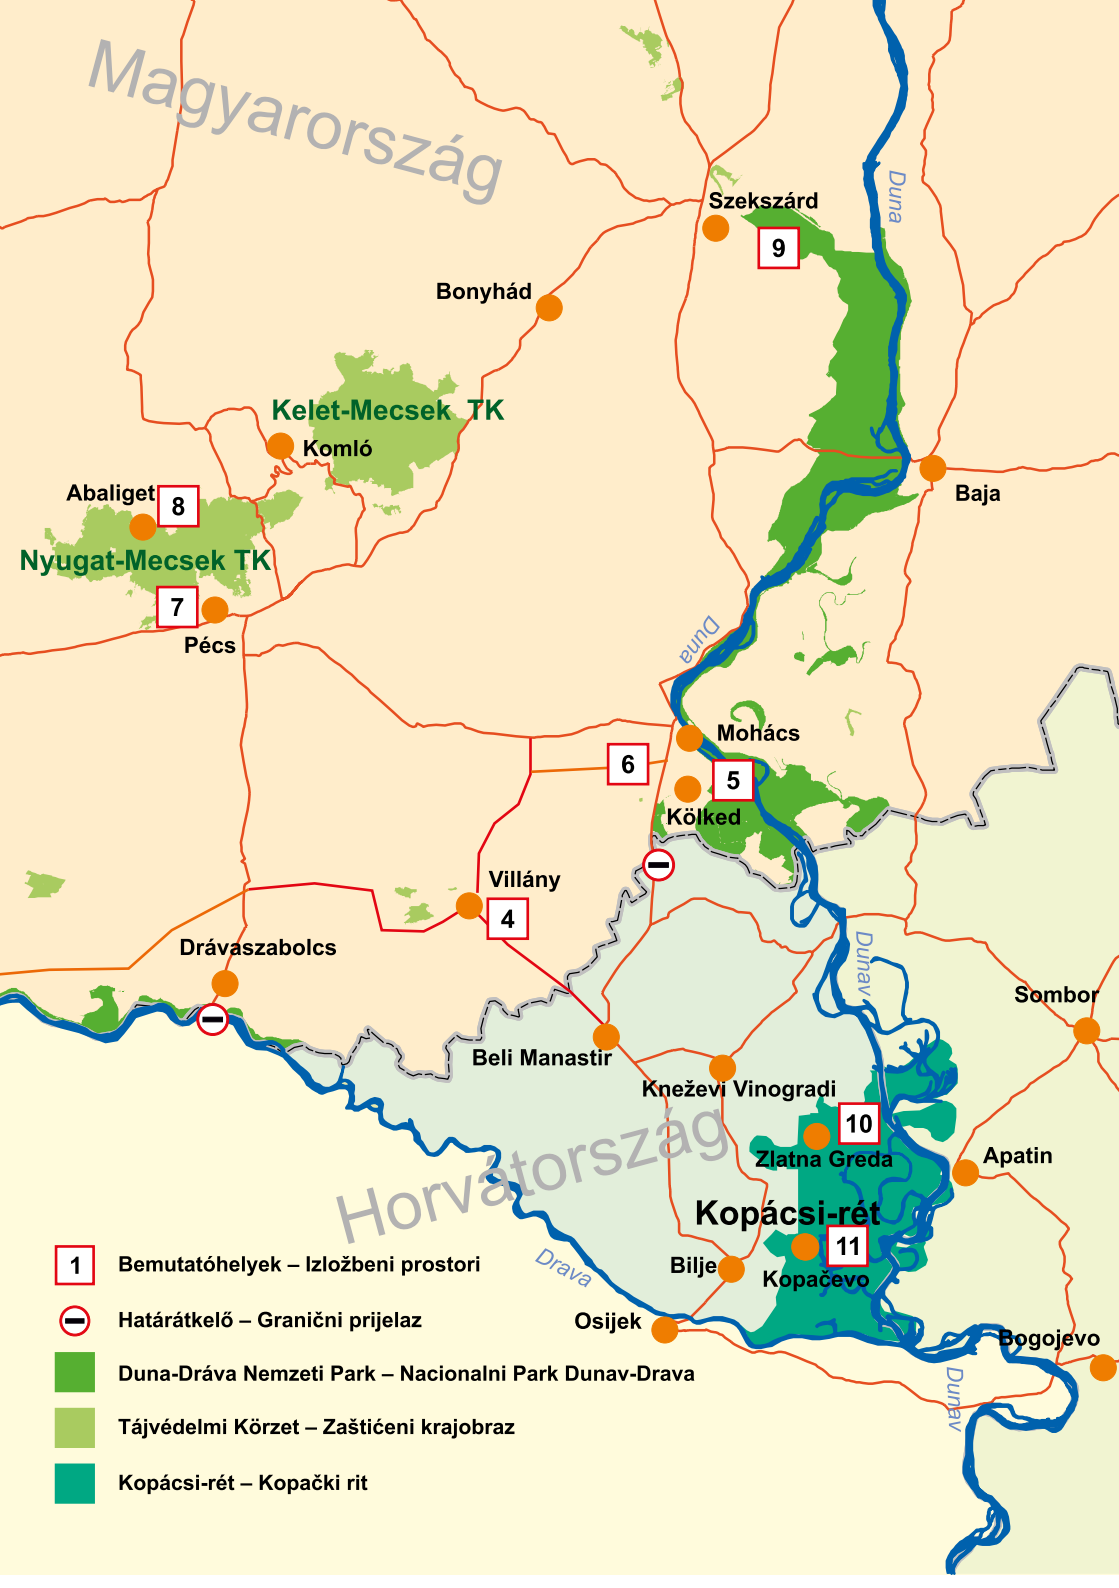 Magyarország
Duna
Szekszárd
9
Bonyhád
Kelet-Mecsek TK
Komló
Abaliget
8
Baja
Nyugat-Mecsek TK
7
Pécs
Duna
Mohács
6
5
Kölked
Villány
4
Drávaszabolcs
Dunav
Sombor
Beli Manastir
Kneževi Vinogradi
10
Horvátország
Zlatna Greda
Apatin
Kopácsi-rét
11
Bilje
Kopačevo
Drava
Osijek
Bogojevo
Dunav
1
Bemutatóhelyek – Izložbeni prostori
Határátkelő – Granični prijelaz
Duna-Dráva Nemzeti Park – Nacionalni Park Dunav-Drava
Tájvédelmi Körzet – Zaštićeni krajobraz
Kopácsi-rét – Kopački rit